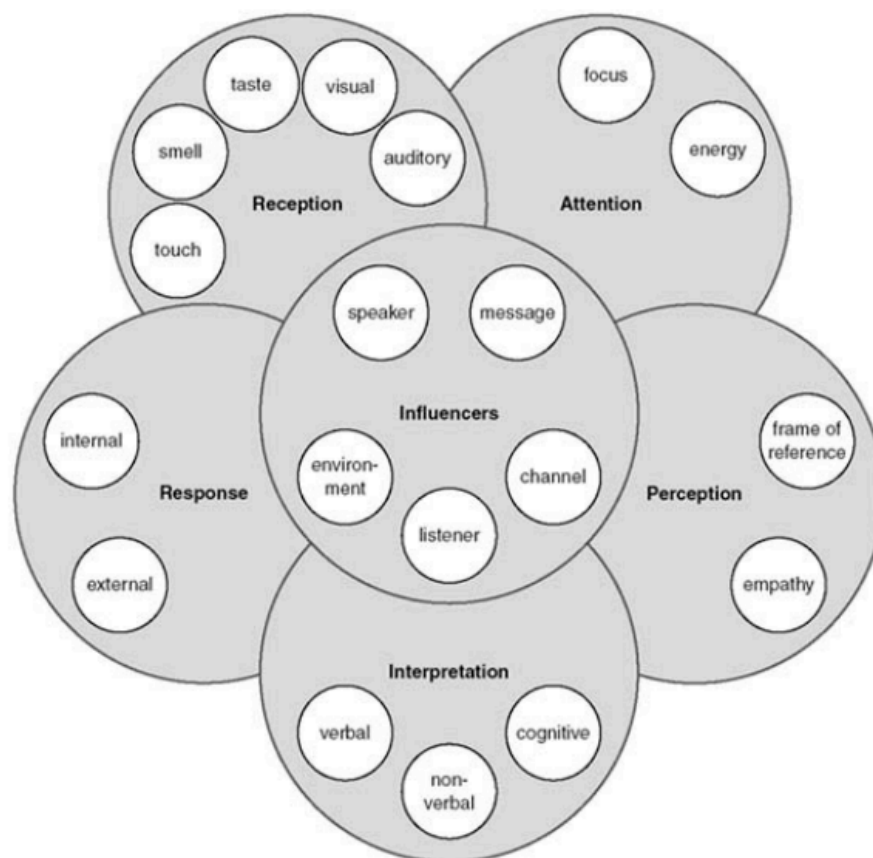 taste
visual
focus
smell
auditory
energy
Reception
Attention
touch
speaker
message
Influencers
internal
environ-
ment
channel
frame of
reference
Response
Perception
listener
external
empathy
Interpretation
verbal
cognitive
non-
verbal